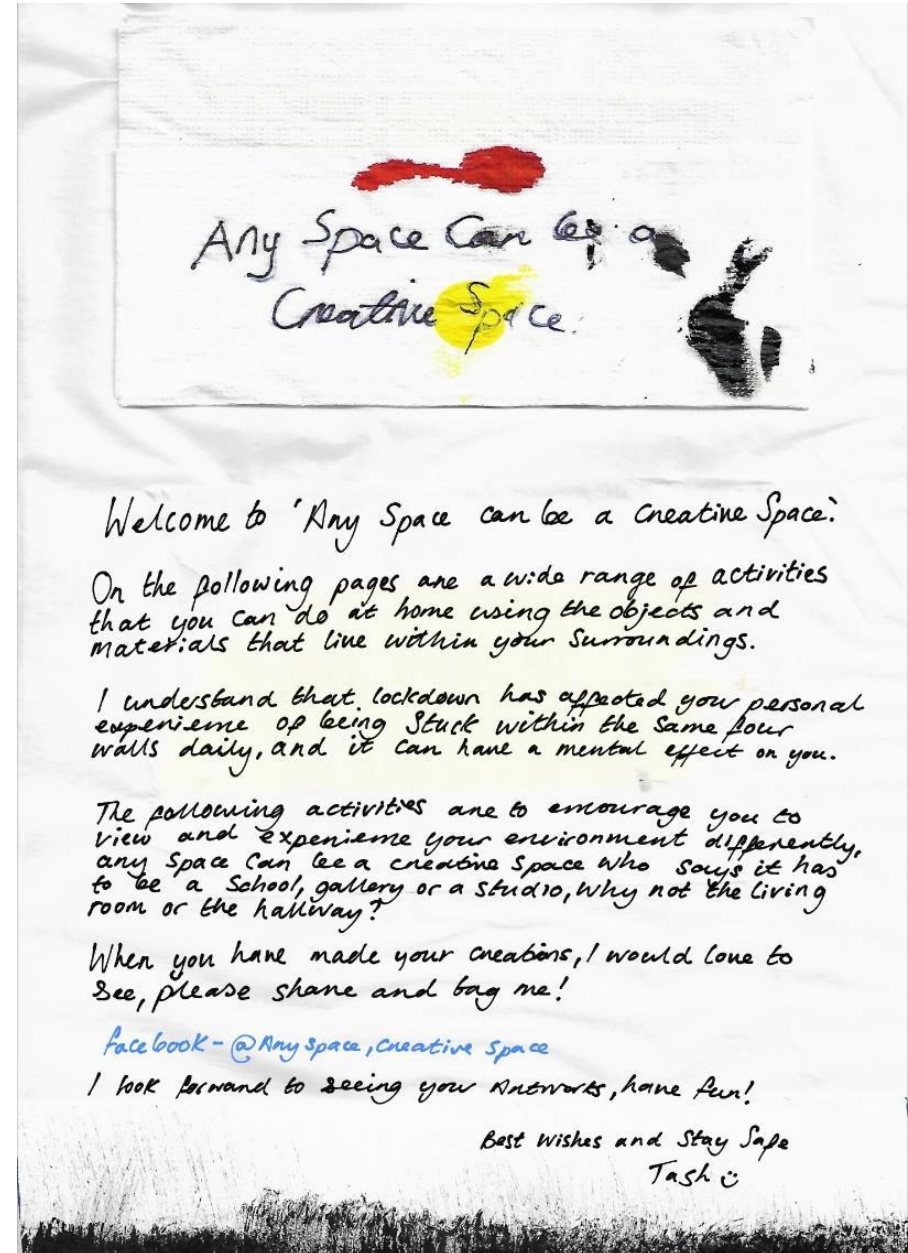 Any Space Can be a
Creative Space.
Welcome to 'Any Space can be a Creative Space.'
On the following pages are a wide range of activities
that you can do at home using the objects and
materials that live within your surroundings.
I understand that lockdown has affected your personal
experience of being Stuck within the same four
walls daily, and it can have a mental effect on you.
The following activities are to encourage you to
view and experience your environment differently,
any Space Can be a creative Space who says it has
to be a School, gallery or a studio, why not the living
room or the hallway?
When you have made your creations, I would love to
See, please share and tag me!
facebook - @Anyspace, creative space
I look forward to seeing your Artworks, have fun!
Best wishes and Stay Safe
Tash